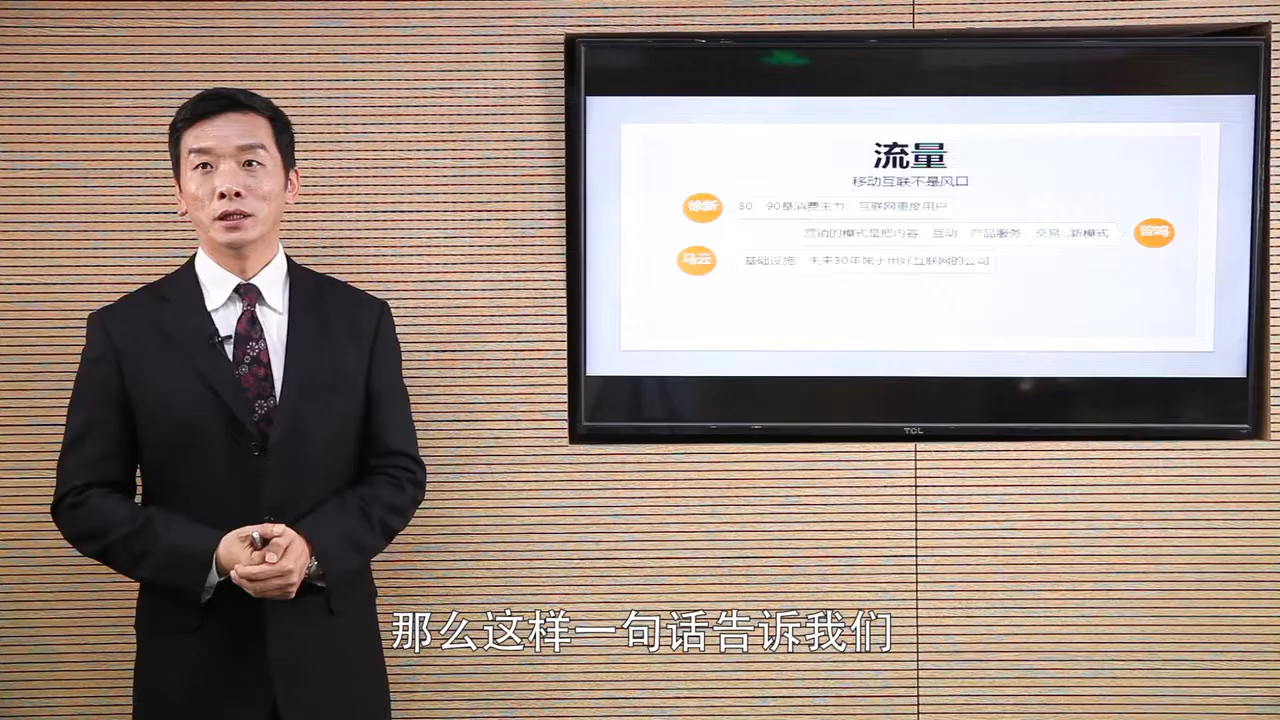 流量
移动互联不是风口
徐新
80 90是消费主力：互联网重度用户
营销的模式是把内容 互动 产品服务 交易...新模式
曾鸣
马云
基础设施 未来30年属于用好互联网的公司
TCL
那么这样一句话告诉我们